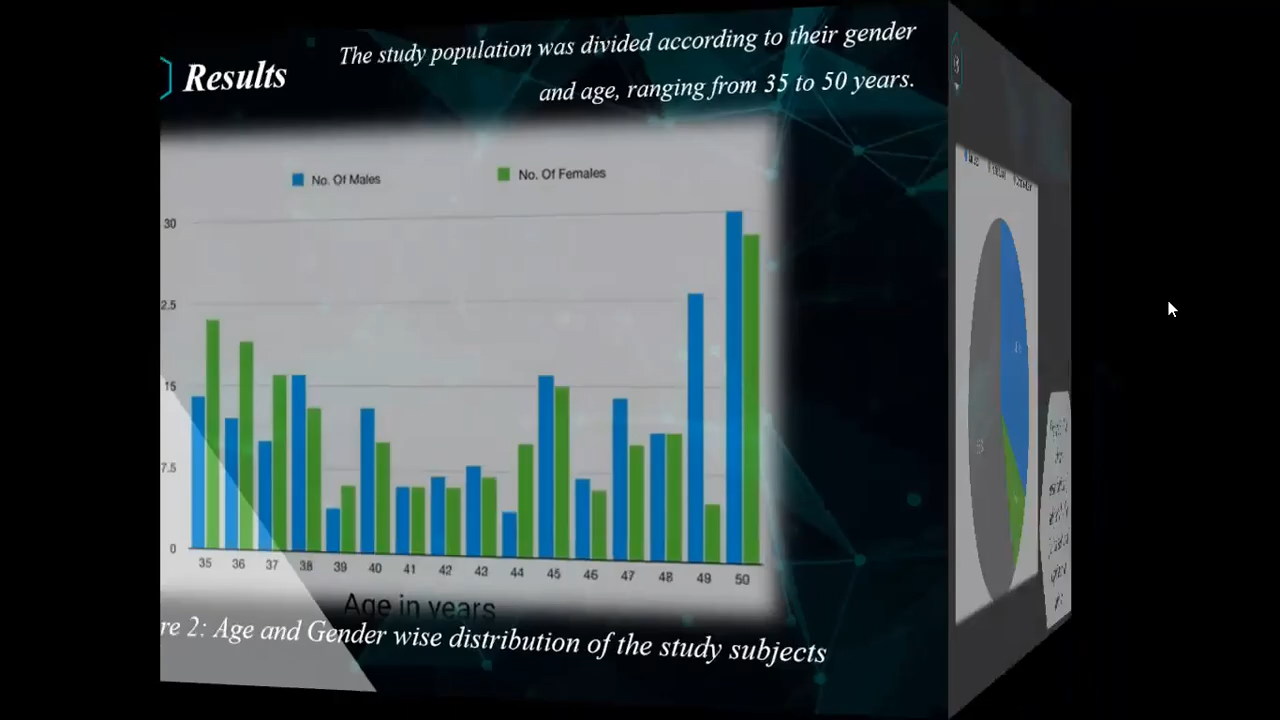 Results
The study population was divided according to their gender
and age, ranging from 35 to 50 years.
No. Of Males
No. Of Females
30
2.5
15
7.5
0
35 36 37 38 39 40 41 42 43 44 45 46 47 48 49 50
Age in years
re 2: Age and Gender wise distribution of the study subjects